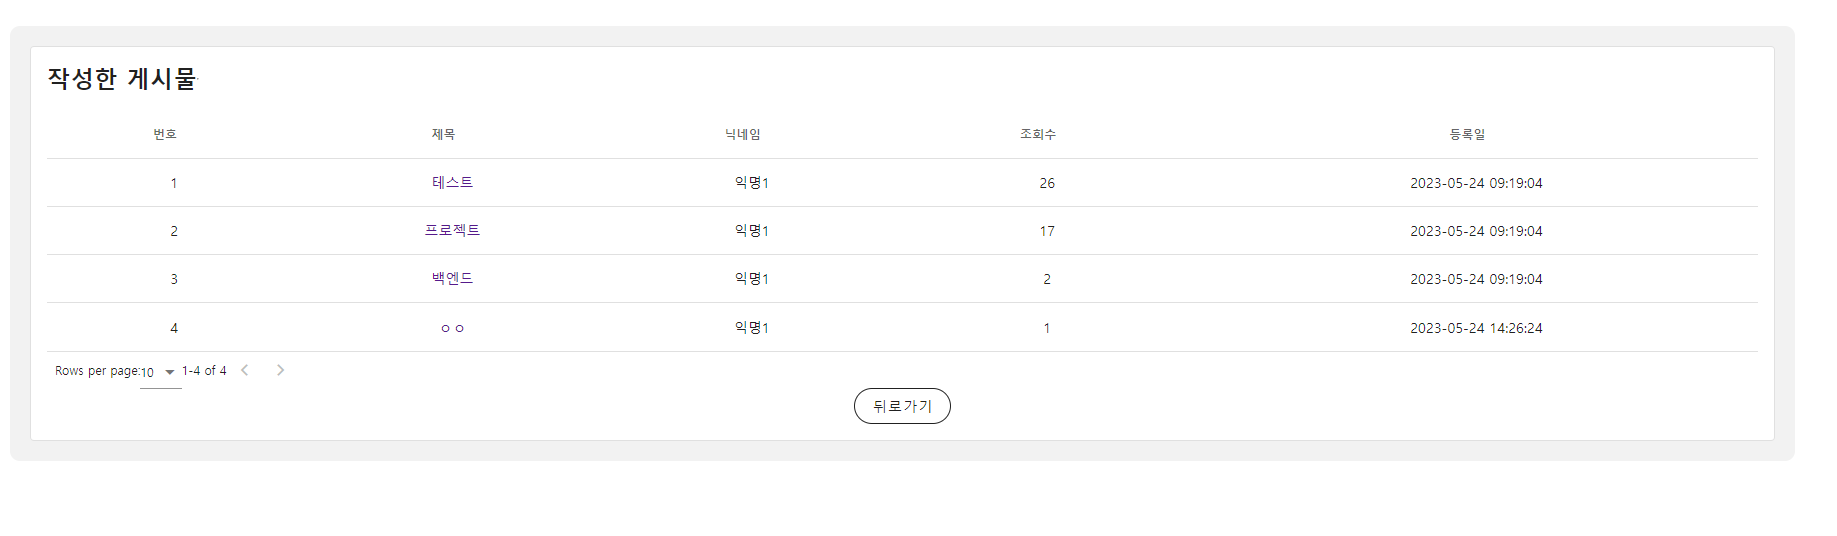 작성한 게시물
번호 제목 닉네임 조회수 등록일
1 테스트 익명1 26 2023-05-24 09:19:04
2 프로젝트 익명1 17 2023-05-24 09:19:04
3 백엔드 익명1 2 2023-05-24 09:19:04
4 ㅇㅇ 익명1 1 2023-05-24 14:26:24
Rows per page: 10 1-4 of 4
뒤로가기